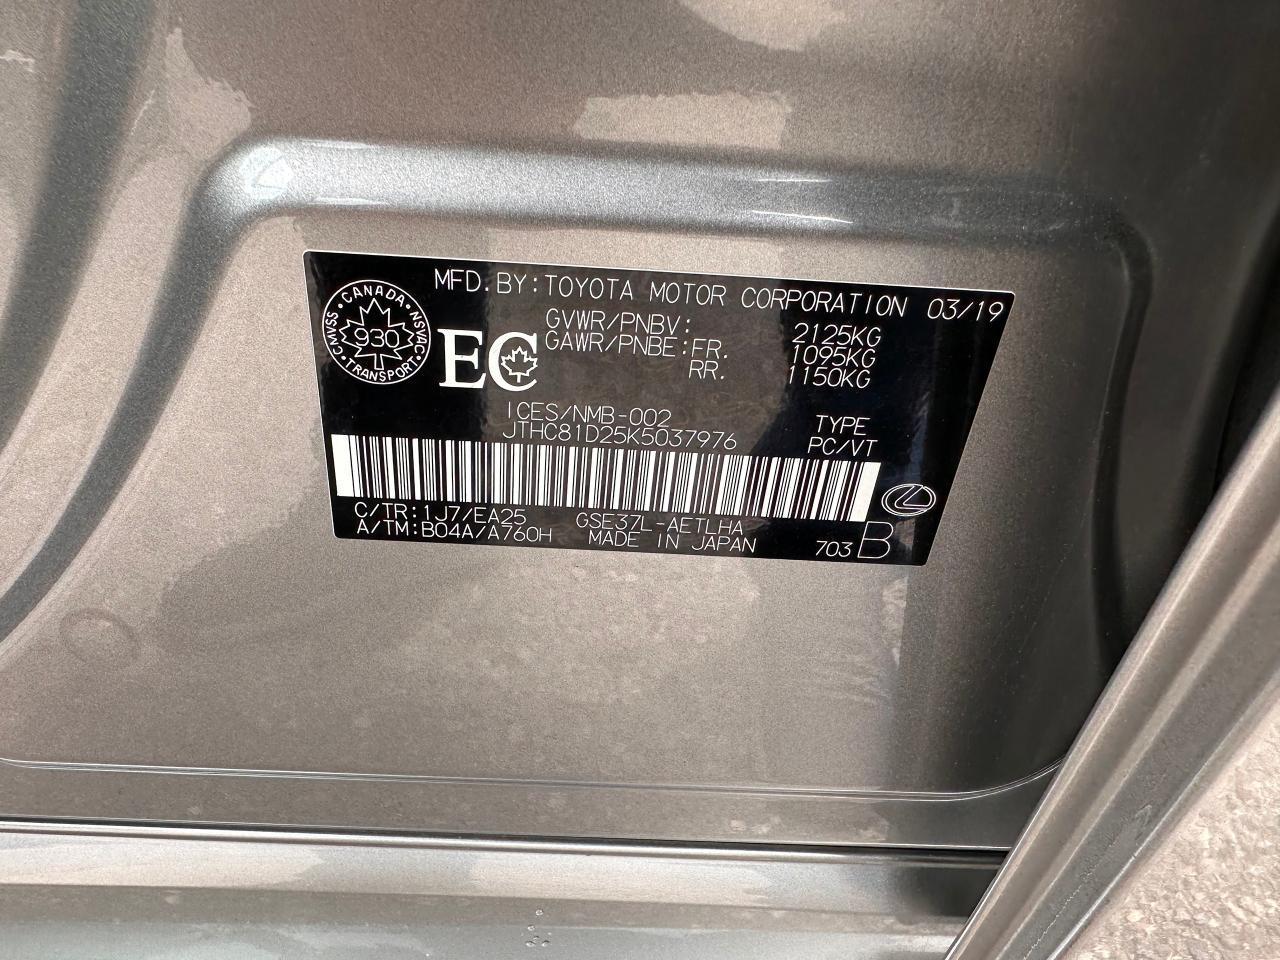 MFD. BY: TOYOTA MOTOR CORPORATION 03/19
CANADA
930
TRANSPORT
CMVSS
NSVAC
EC
GVWR/PNBV: 2125KG
GAWR/PNBE: FR. 1095KG
RR. 1150KG
ICES/NMB-002
JTHC81D25K5037976
TYPE
PC/VT
C/TR: 1J7/EA25 GSE37L-AETLHA
A/TM: B04A/A760H MADE IN JAPAN
703 B